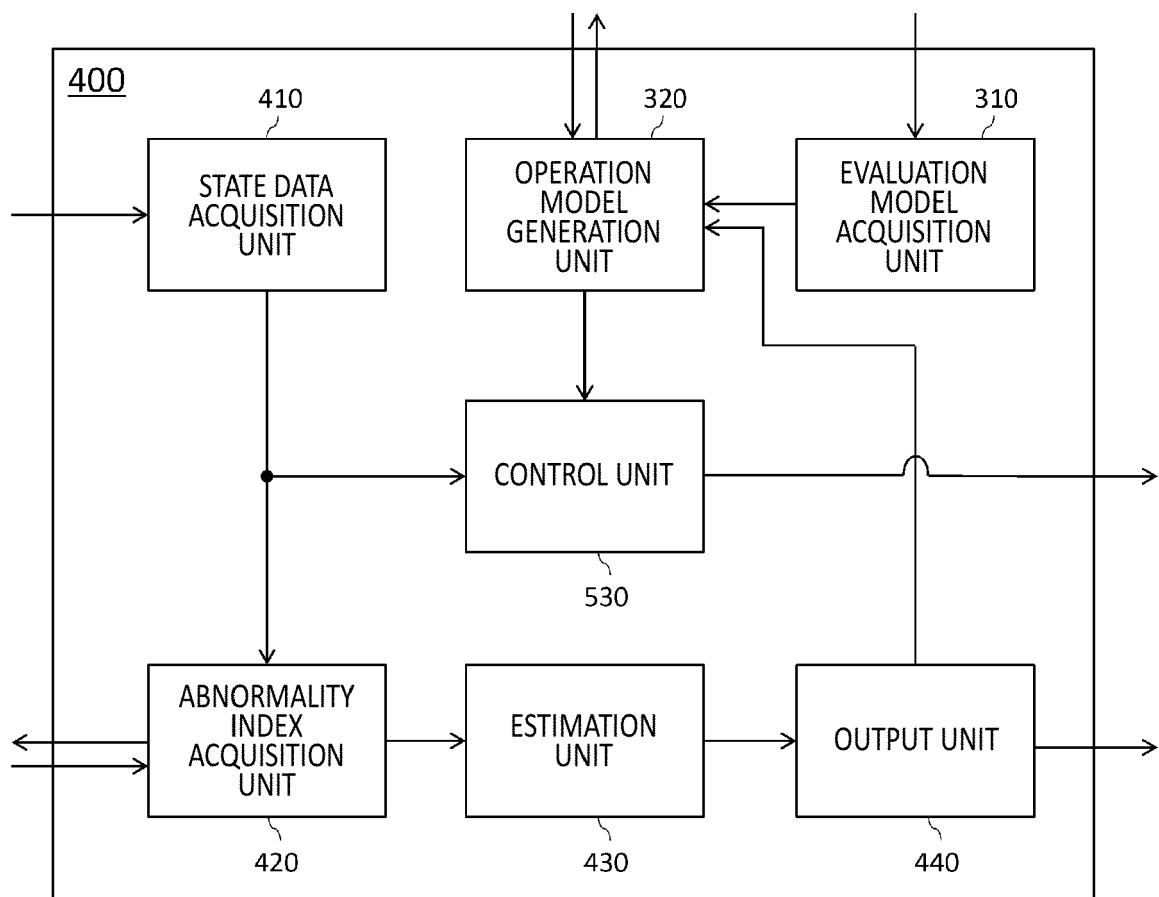 400
410
320
310
STATE DATA
ACQUISITION
UNIT
OPERATION
MODEL
GENERATION
UNIT
EVALUATION
MODEL
ACQUISITION
UNIT
CONTROL UNIT
530
ABNORMALITY
INDEX
ACQUISITION
UNIT
ESTIMATION
UNIT
OUTPUT UNIT
420
430
440